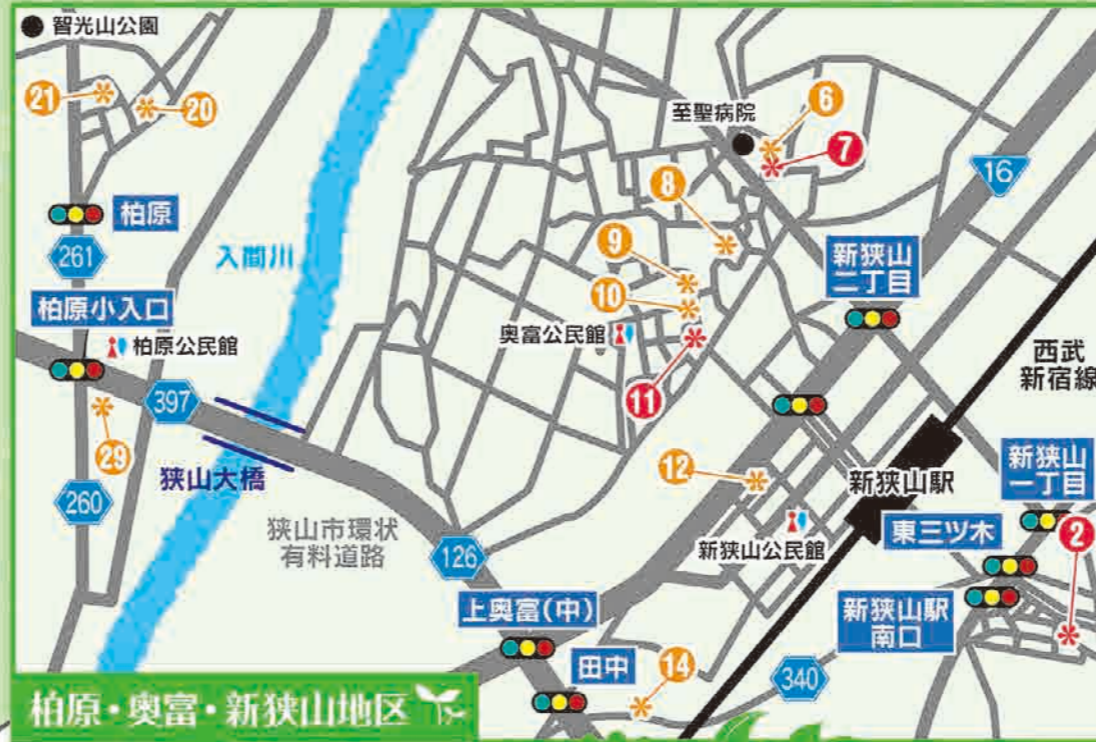 智光山公園
21
20
至聖病院
6
7
16
柏原
8
261
入間川
9
新狭山
二丁目
柏原小入口
10
奥富公民館
柏原公民館
西武
新宿線
11
397
29
12
新狭山駅
新狭山
一丁目
狭山大橋
260
狭山市環状
有料道路
新狭山公民館
東三ツ木
2
126
上奥富(中)
新狭山駅
南口
田中
14
340
柏原・奥富・新狭山地区